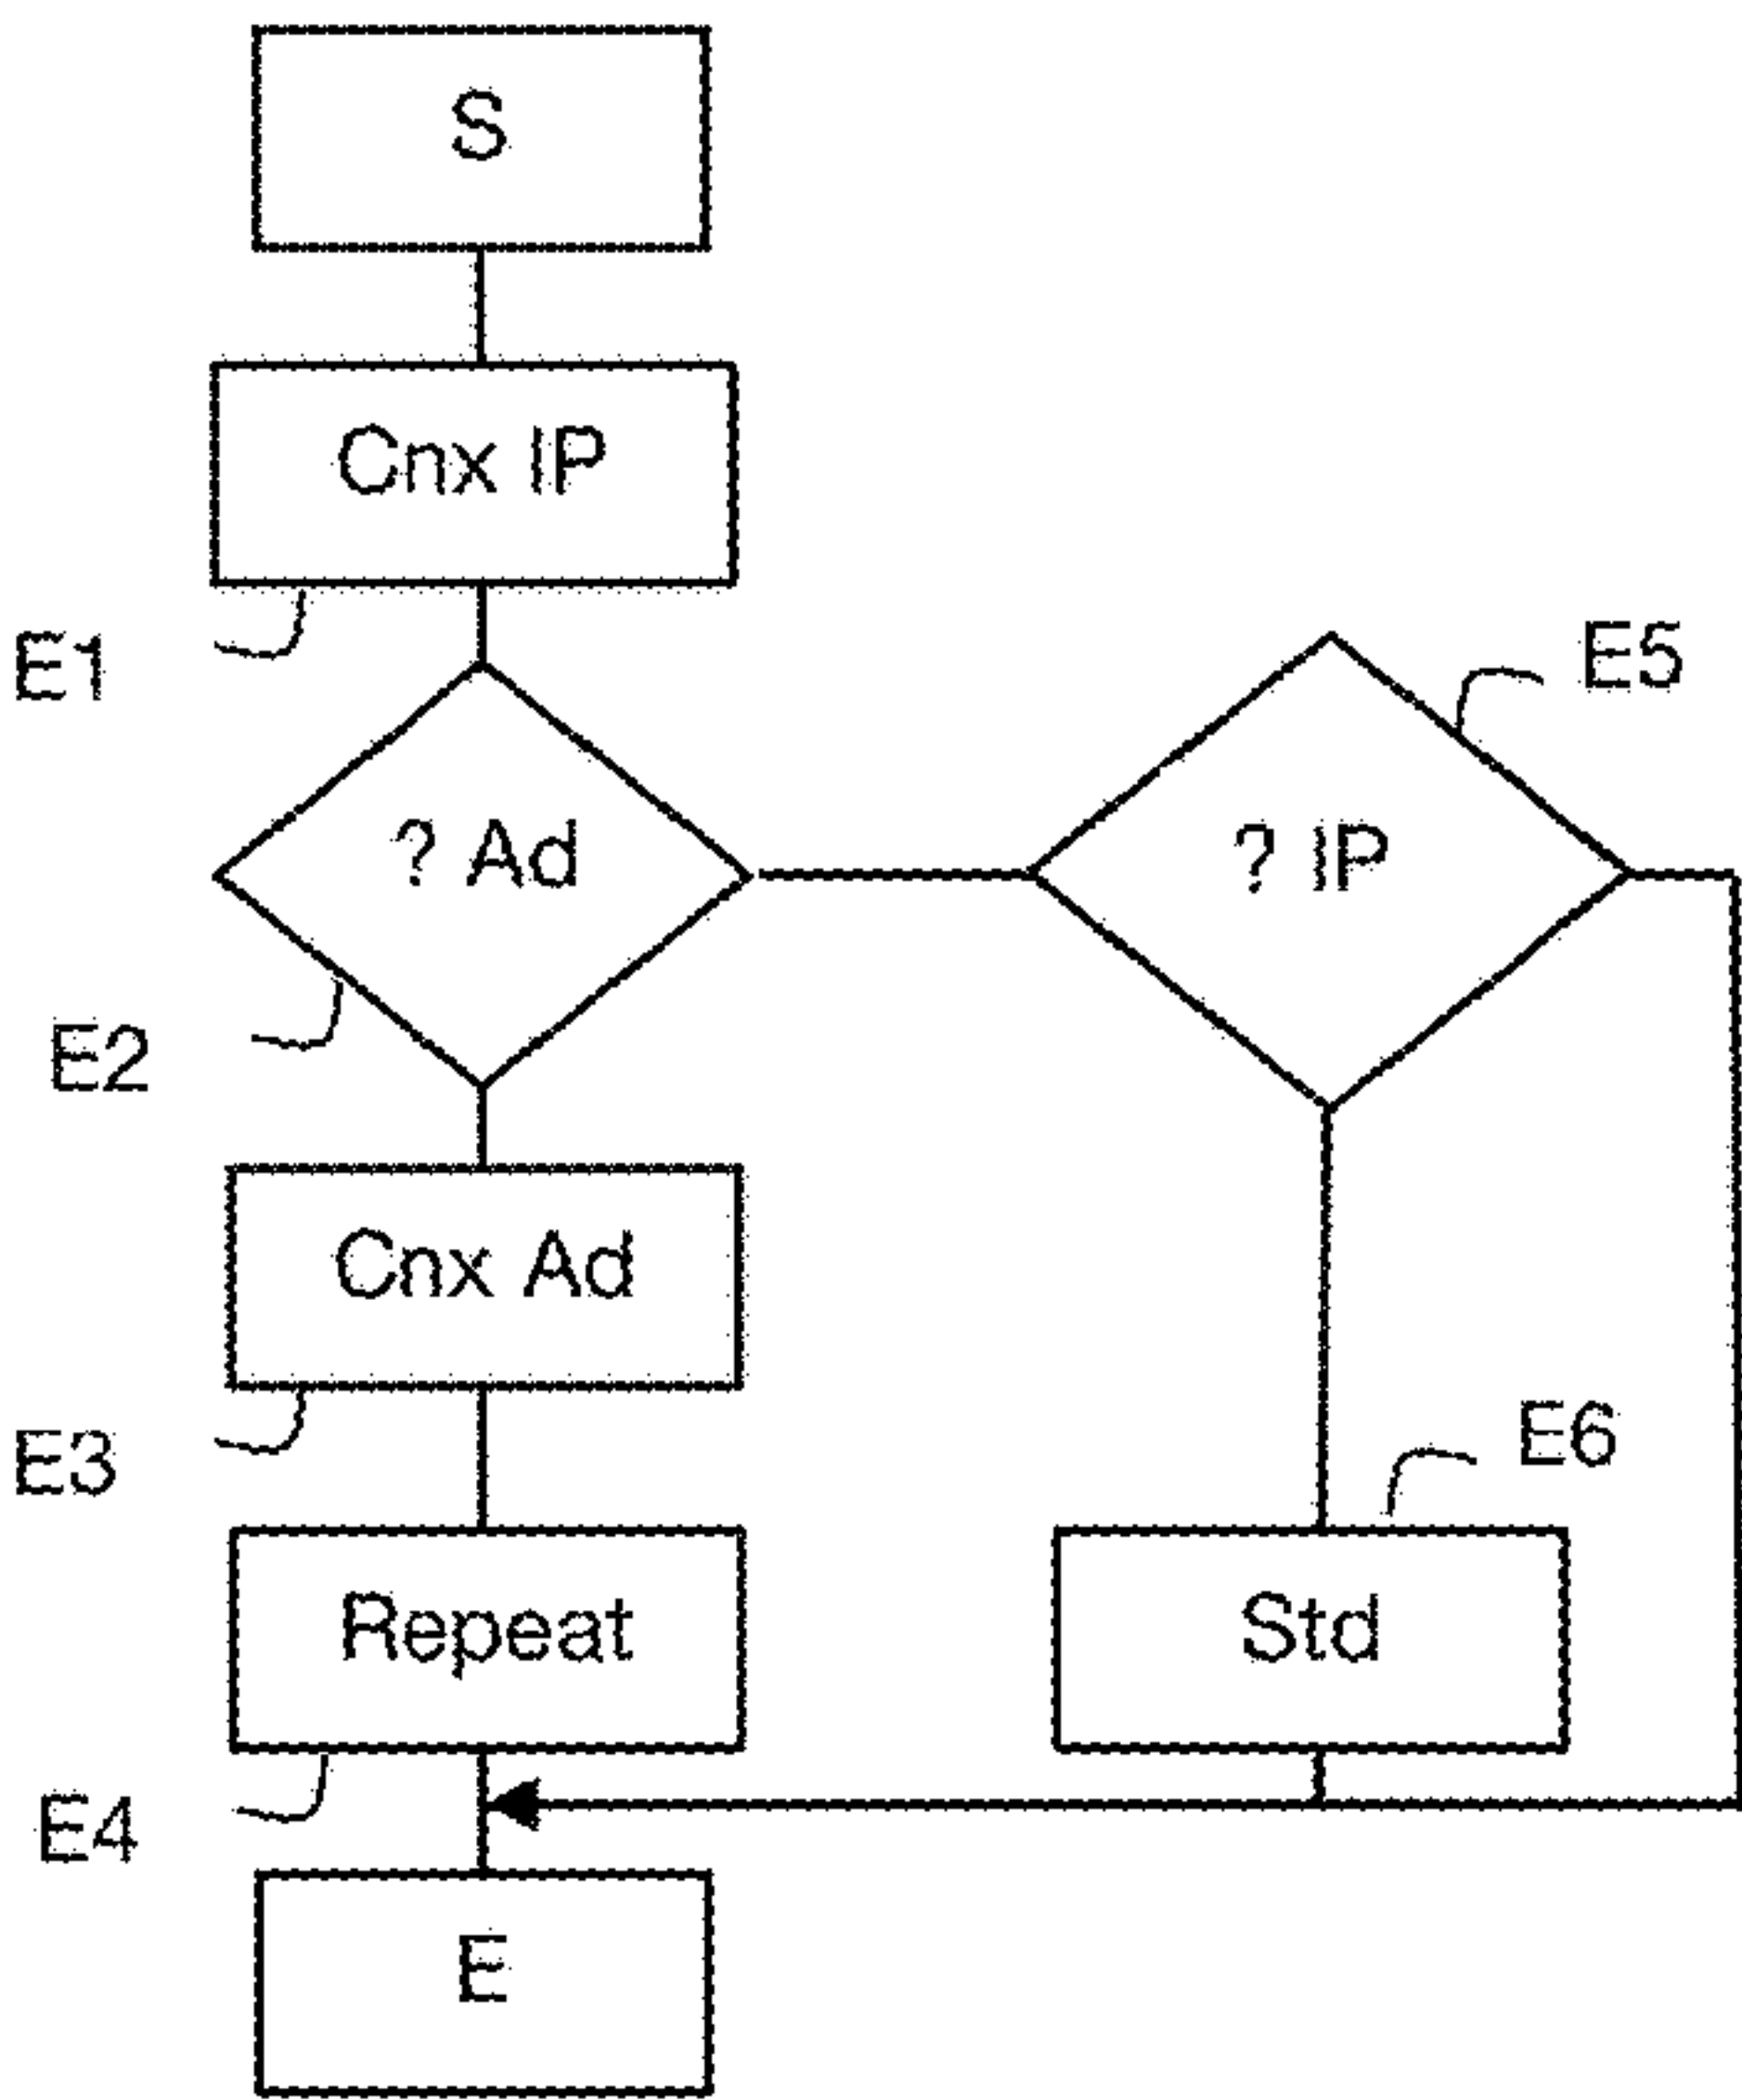 S
Cnx IP
E1
E5
? Ad
? IP
E2
Cnx Ad
E3
E6
Repeat
Std
E4
E